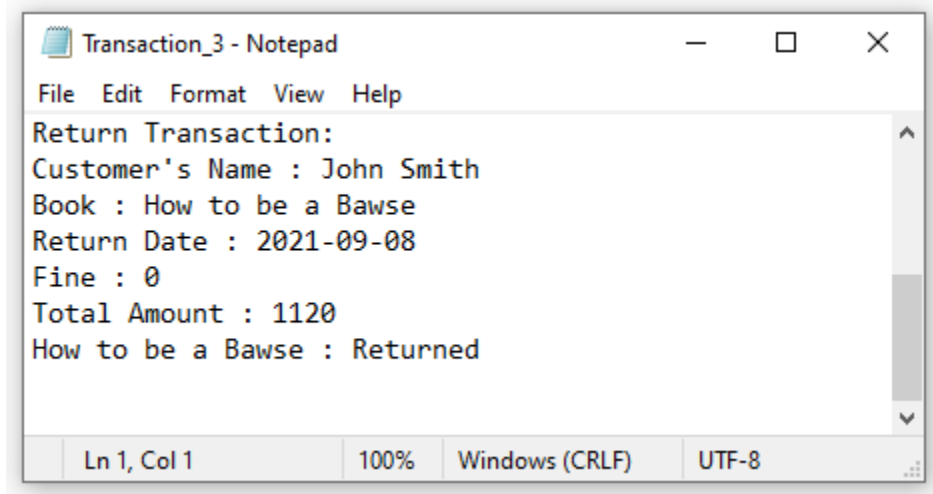 Transaction_3 - Notepad
File Edit Format View Help
Return Transaction:
Customer's Name : John Smith
Book : How to be a Bawse
Return Date : 2021-09-08
Fine : 0
Total Amount : 1120
How to be a Bawse : Returned
Ln 1, Col 1 100% Windows (CRLF) UTF-8